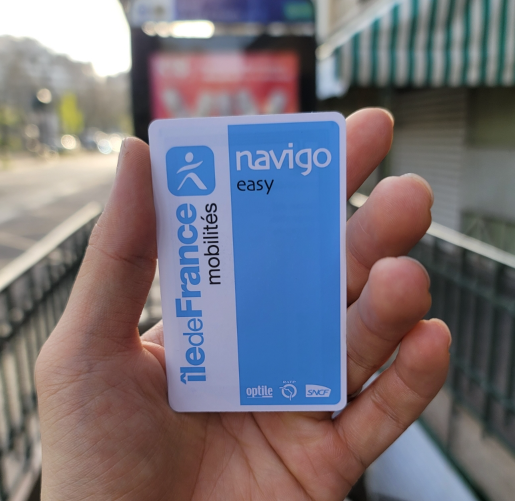 navigo
easy
îledeFrance
mobilités
optile
SNCF